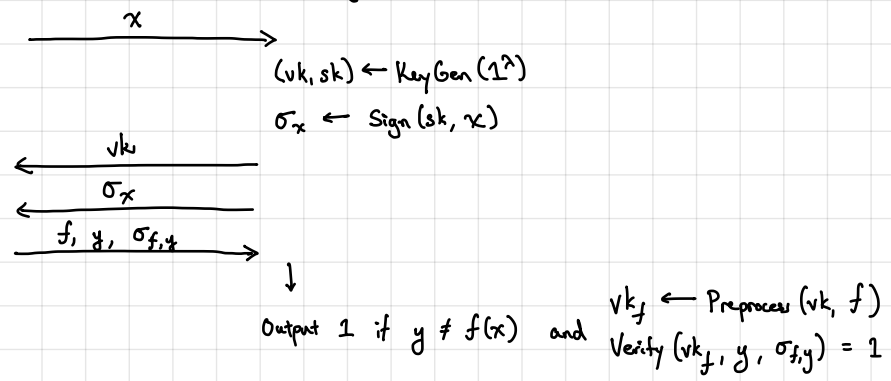 x
(vk, sk) ← KeyGen(1^λ)
σ_x ← Sign(sk, x)
vk
σ_x
f, y, σ_{f,y}
↓
Output 1 if y ≠ f(x) and
vk_f ← Preprocess(vk, f)
Verify(vk_f, y, σ_{f,y}) = 1